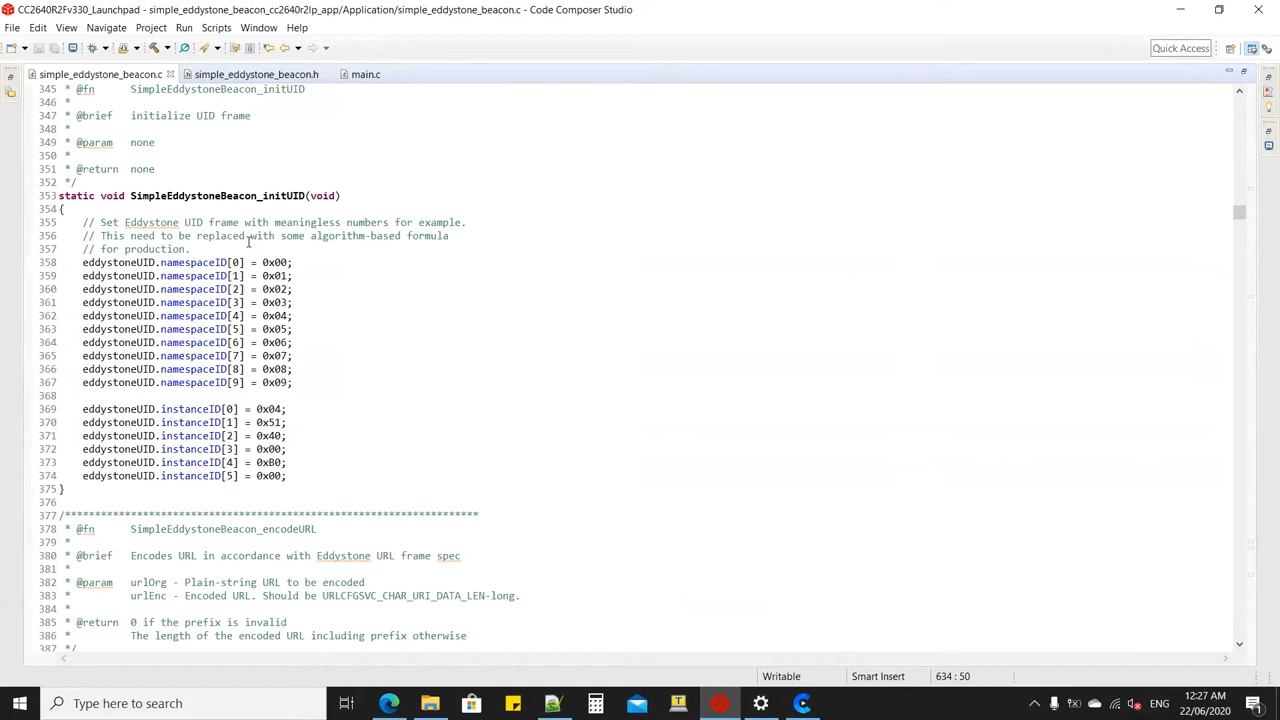 CC2640R2Fv330_Launchpad - simple_eddystone_beacon_cc2640r2lp_app/Application/simple_eddystone_beacon.c - Code Composer Studio
File Edit View Navigate Project Run Scripts Window Help
Quick Access
simple_eddystone_beacon.c simple_eddystone_beacon.h main.c
345 * @fn SimpleEddystoneBeacon_initUID
346 *
347 * @brief initialize UID frame
348 *
349 * @param none
350 *
351 * @return none
352 */
353 static void SimpleEddystoneBeacon_initUID(void)
354 {
355 // Set Eddystone UID frame with meaningless numbers for example.
356 // This need to be replaced with some algorithm-based formula
357 // for production.
358 eddystoneUID.namespaceID[0] = 0x00;
359 eddystoneUID.namespaceID[1] = 0x01;
360 eddystoneUID.namespaceID[2] = 0x02;
361 eddystoneUID.namespaceID[3] = 0x03;
362 eddystoneUID.namespaceID[4] = 0x04;
363 eddystoneUID.namespaceID[5] = 0x05;
364 eddystoneUID.namespaceID[6] = 0x06;
365 eddystoneUID.namespaceID[7] = 0x07;
366 eddystoneUID.namespaceID[8] = 0x08;
367 eddystoneUID.namespaceID[9] = 0x09;
368
369 eddystoneUID.instanceID[0] = 0x04;
370 eddystoneUID.instanceID[1] = 0x51;
371 eddystoneUID.instanceID[2] = 0x40;
372 eddystoneUID.instanceID[3] = 0x00;
373 eddystoneUID.instanceID[4] = 0xB0;
374 eddystoneUID.instanceID[5] = 0x00;
375 }
376
377 /*********************************************************************
378 * @fn SimpleEddystoneBeacon_encodeURL
379 *
380 * @brief Encodes URL in accordance with Eddystone URL frame spec
381 *
382 * @param urlOrg - Plain-string URL to be encoded
383 * urlEnc - Encoded URL. Should be URLCFGSVC_CHAR_URI_DATA_LEN-long.
384 *
385 * @return 0 if the prefix is invalid
386 * The length of the encoded URL including prefix otherwise
387 */
Writable Smart Insert 634 : 50
Type here to search
12:27 AM
22/06/2020